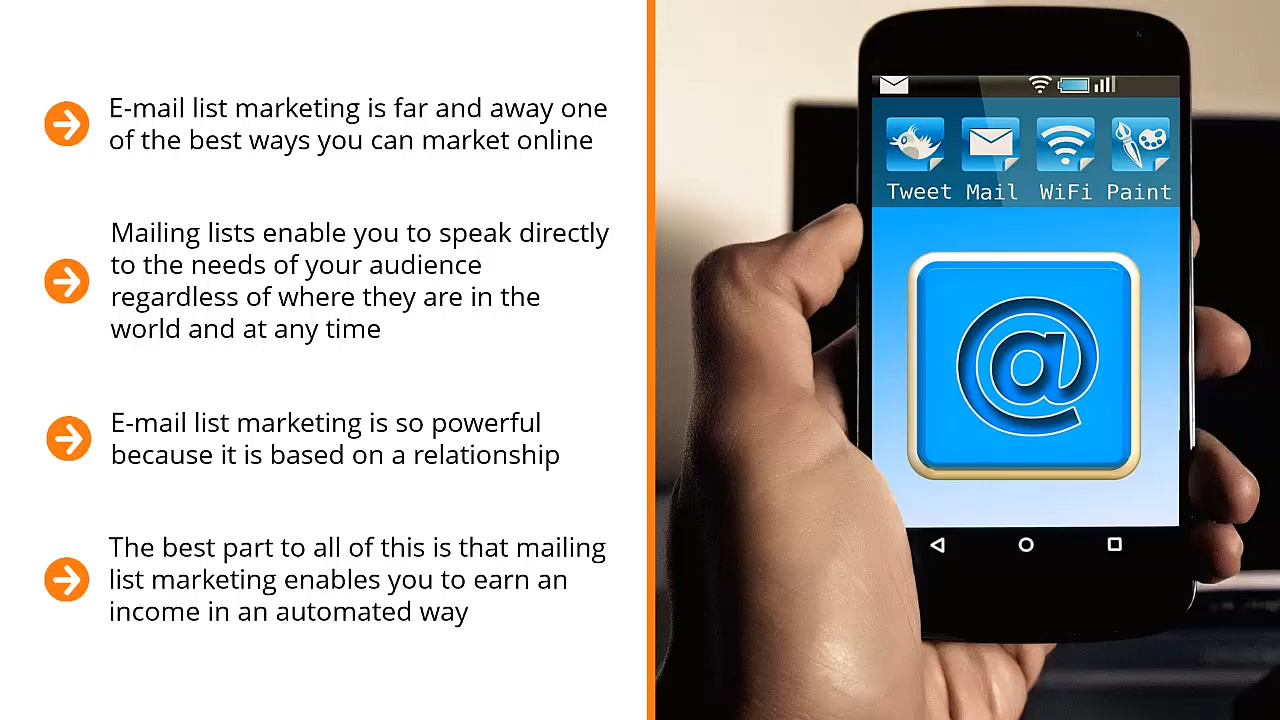 E-mail list marketing is far and away one
of the best ways you can market online
Mailing lists enable you to speak directly
to the needs of your audience
regardless of where they are in the
world and at any time
E-mail list marketing is so powerful
because it is based on a relationship
The best part to all of this is that mailing
list marketing enables you to earn an
income in an automated way
Tweet Mail WiFi Paint
@